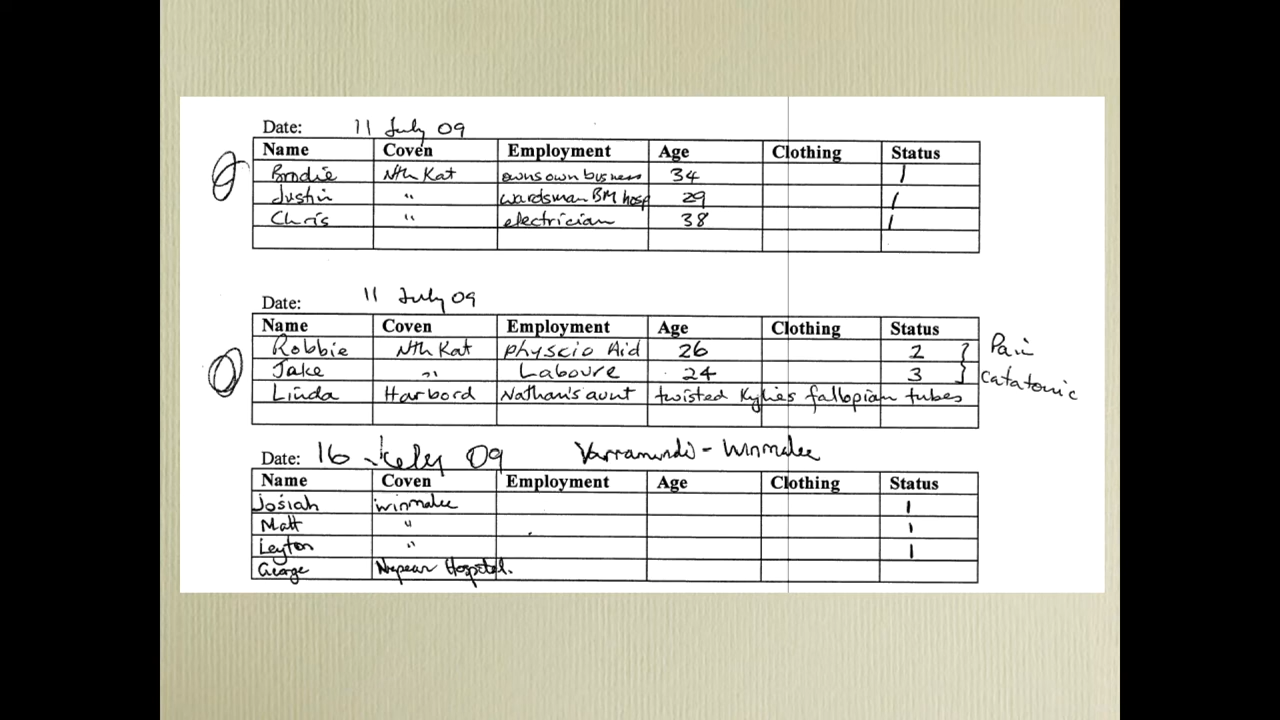 Date: 11 July 09
Name Coven Employment Age Clothing Status
Brodie Nth Kat owns own business 34 1
Justin " wardsman BM hosp 29 1
Chris " electrician 38 1
Date: 11 July 09
Name Coven Employment Age Clothing Status
Robbie Nth Kat physcio Aid 26 2 } Pain
Jake " Laboure 24 3 } catatonic
Linda Harbord Nathan's aunt twisted Kylies fallopian tubes
Date: 16 July 09 Yarramundi - Winmalee
Name Coven Employment Age Clothing Status
Josiah winmalee 1
Matt " 1
Leyton " 1
George Nepean Hospital.